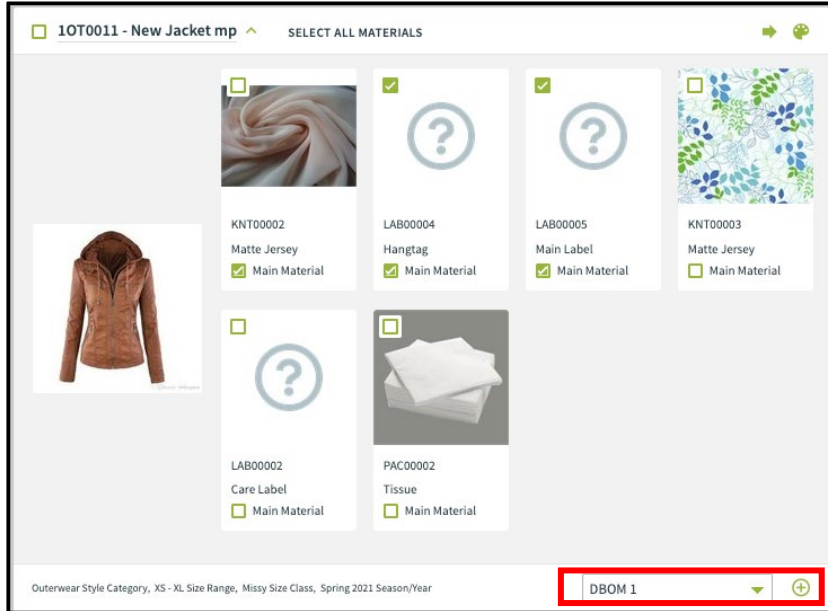 1OT0011 - New Jacket mp SELECT ALL MATERIALS
KNT00002
Matte Jersey
Main Material
LAB00004
Hangtag
Main Material
LAB00005
Main Label
Main Material
KNT00003
Matte Jersey
Main Material
LAB00002
Care Label
Main Material
PAC00002
Tissue
Main Material
Outerwear Style Category, XS - XL Size Range, Missy Size Class, Spring 2021 Season/Year
DBOM 1